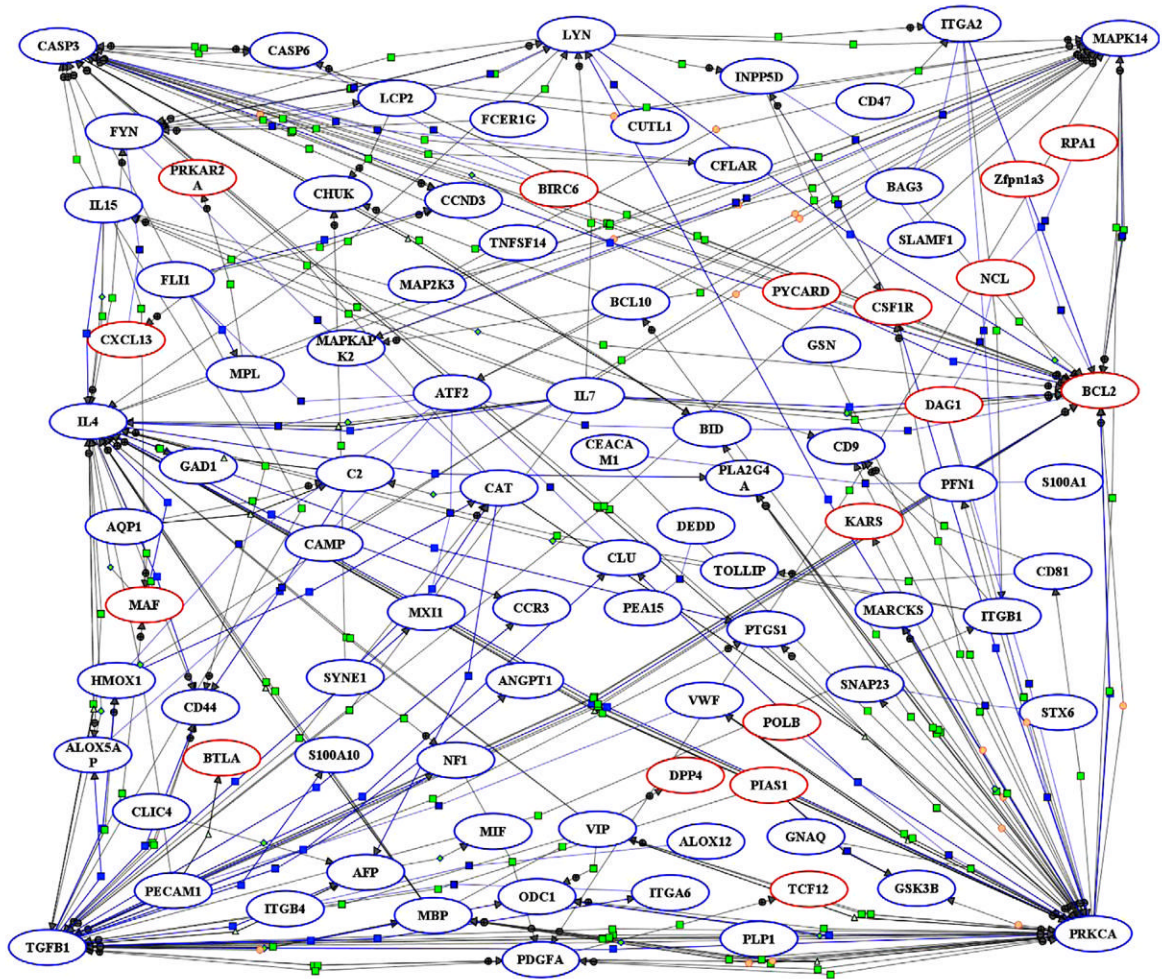 ITGA2
CASP3
CASP6
LYN
MAPK14
INPP5D
LCP2
CD47
FCER1G
CUTL1
FYN
RPA1
PRKAR2
A
CFLAR
CHUK
BIRC6
BAG3
Zfpn1a3
IL15
CCND3
TNFSF14
SLAMF1
FLI1
MAP2K3
NCL
BCL10
PYCARD
CSF1R
CXCL13
MAPKAP
K2
GSN
MPL
ATF2
IL7
BCL2
DAG1
IL4
BID
CEACA
M1
CD9
GAD1
C2
PLA2G4
A
CAT
PFN1
S100A1
AQP1
KARS
DEDD
CAMP
CLU
TOLLIP
CD81
MAF
MXI1
CCR3
PEA15
MARCKS
ITGB1
PTGS1
HMOX1
SYNE1
ANGPT1
SNAP23
CD44
VWF
STX6
POLB
ALOX5A
P
BTLA
S100A10
NF1
DPP4
PIAS1
CLIC4
MIF
VIP
ALOX12
GNAQ
AFP
PECAM1
GSK3B
TCF12
ODC1
ITGA6
ITGB4
MBP
PRKCA
PLP1
TGFB1
PDGFA